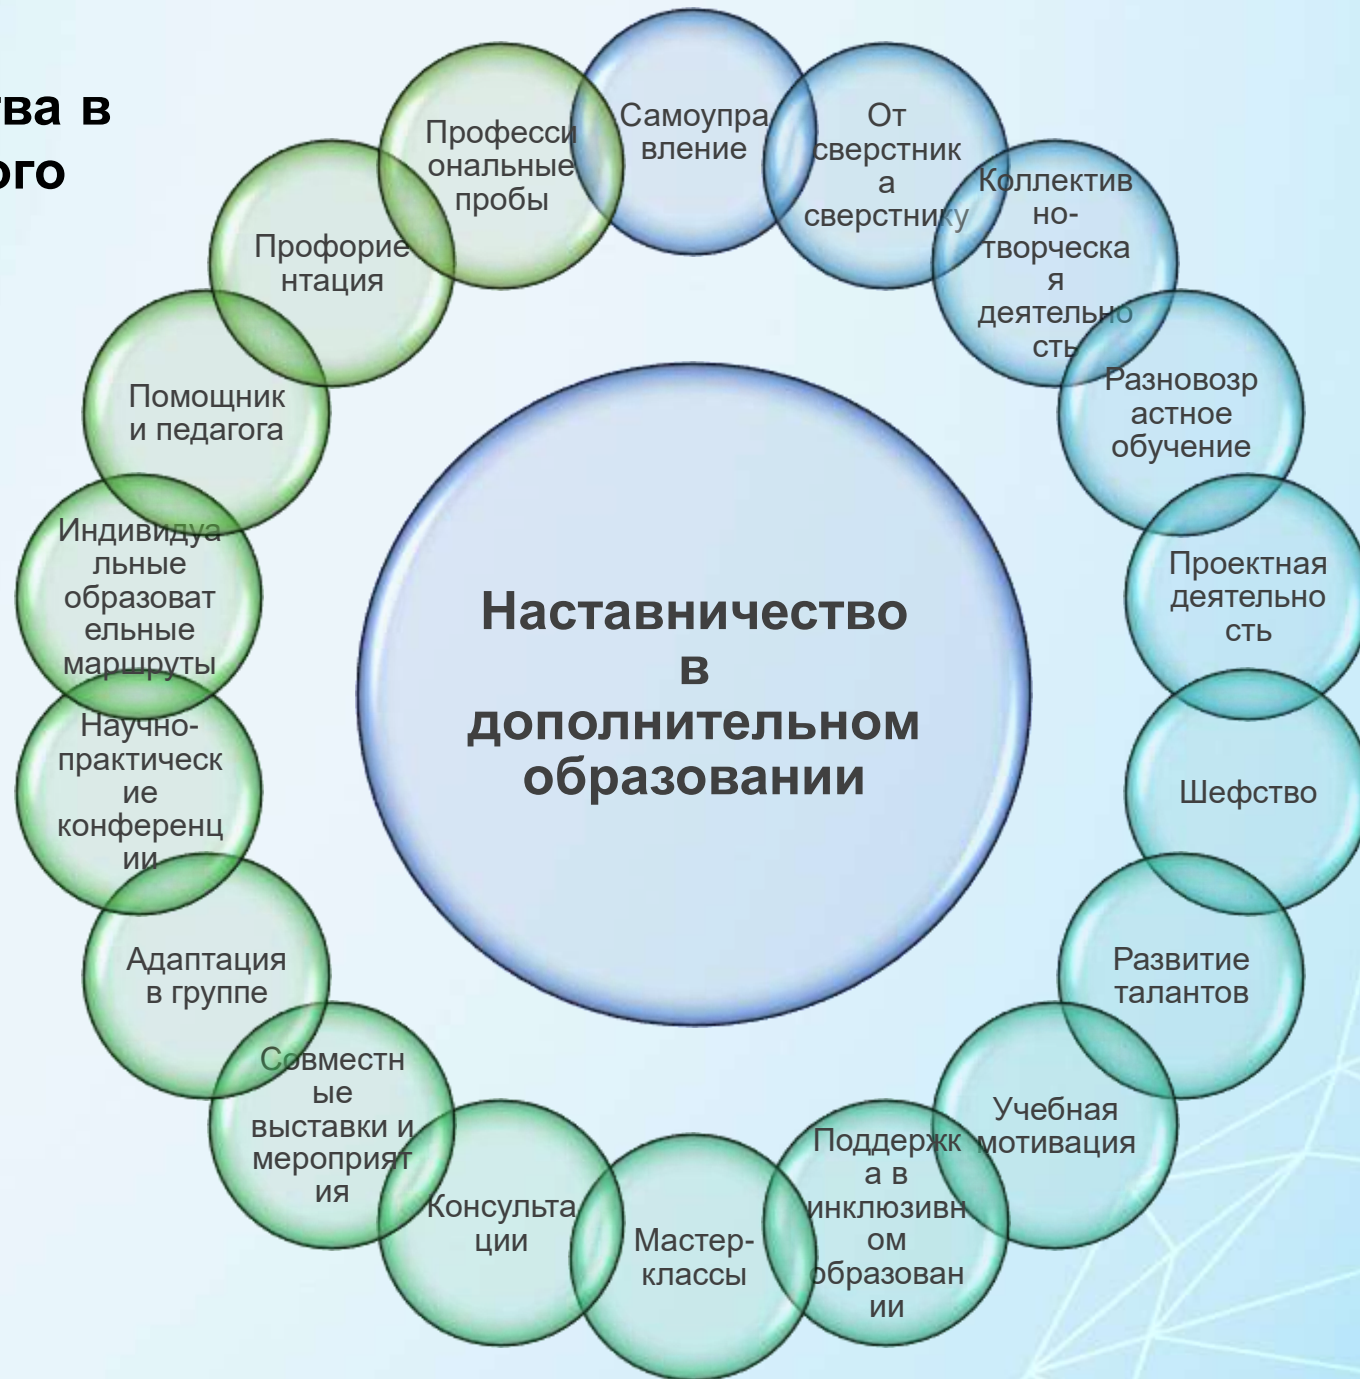 тва в
ого
Самоупра
вление
От
сверстник
а
сверстнику
Коллектив
но-
творческа
я
деятельно
сть
Разновозр
астное
обучение
Проектная
деятельно
сть
Шефство
Развитие
талантов
Учебная
мотивация
Поддержк
а в
инклюзивн
ом
образован
ии
Мастер-
классы
Консульта
ции
Совместн
ые
выставки и
мероприят
ия
Адаптация
в группе
Научно-
практическ
ие
конференц
ии
Индивидуа
льные
образоват
ельные
маршруты
Помощник
и педагога
Профорие
нтация
Професси
ональные
пробы
Наставничество
в
дополнительном
образовании